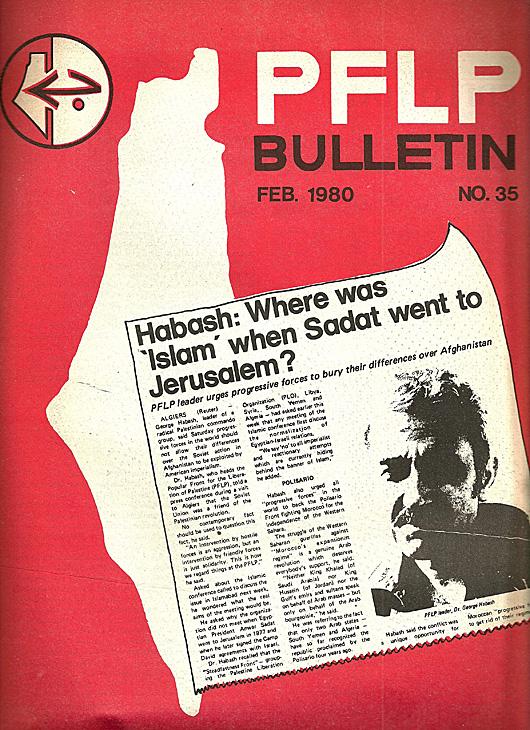 PFLP
BULLETIN
FEB. 1980 NO. 35
Habash: Where was
'Islam' when Sadat went to
Jerusalem?
PFLP leader urges progressive forces to bury their differences over Afghanistan
ALGIERS (Reuter) —
George Habash, leader of a
radical Palestinian commando
group, said Saturday progres-
sive forces in the world should
not allow their differences
over the Soviet action in
Afghanistan to be exploited by
American imperialism.
Dr. Habash, who heads the
Popular Front for the Libera-
tion of Palestine (PFLP), told a
press conference during a visit
to Algiers that the Soviet
Union was a friend of the
Palestinian revolution.
No contemporary fact
should be used to question this
fact, he said.
"An intervention by hostile
forces is an aggression, but an
intervention by friendly forces
is just solidarity. This is how
we regard things at the PFLP,"
he said.
Asked about the Islamic
conference called to discuss the
issue in Islamabad next week,
he wondered what the real
aims of the meeting would be.
He asked why the organiza-
tion did not meet when Egyp-
tian President Anwar Sadat
went to Jerusalem in 1977 and
when he later signed the Camp
David agreements with Israel.
Dr. Habash recalled that the
"Steadfastness Front" — group-
ing the Palestine Liberation
Organization (PLO), Libya,
Syria, South Yemen and
Algeria — had asked earlier this
week that any meeting of the
Islamic conference first discuss
the normalization of
Egyptian-Israeli relations.
"We say 'no' to all imperialist
and reactionary attempts
which are currently hiding
behind the banner of Islam,"
he added.
POLISARIO
Habash also urged all
"progressive forces" in the
world to back the Polisario
Front fighting Morocco for the
independence of the Western
Sahara.
"The struggle of the Western
Saharan guerrillas against
"Morocco's expansionist
regime" is a genuine Arab
revolution which deserves
everybody's support, he said.
"Neither King Khaled (of
Saudi Arabia) nor King
Hussein (of Jordan) nor the
Gulf's emirs and sultans speak
on behalf of Arab masses — but
only on behalf of the Arab
bourgeoisie," he said.
He was referring to the fact
that only two Arab states —
South Yemen and Algeria —
have so far recognized the
republic proclaimed by the
Polisario four years ago.
PFLP leader, Dr. George Habash
Habash said the conflict was
a unique opportunity for
Moroccan "progressive
to get rid of their